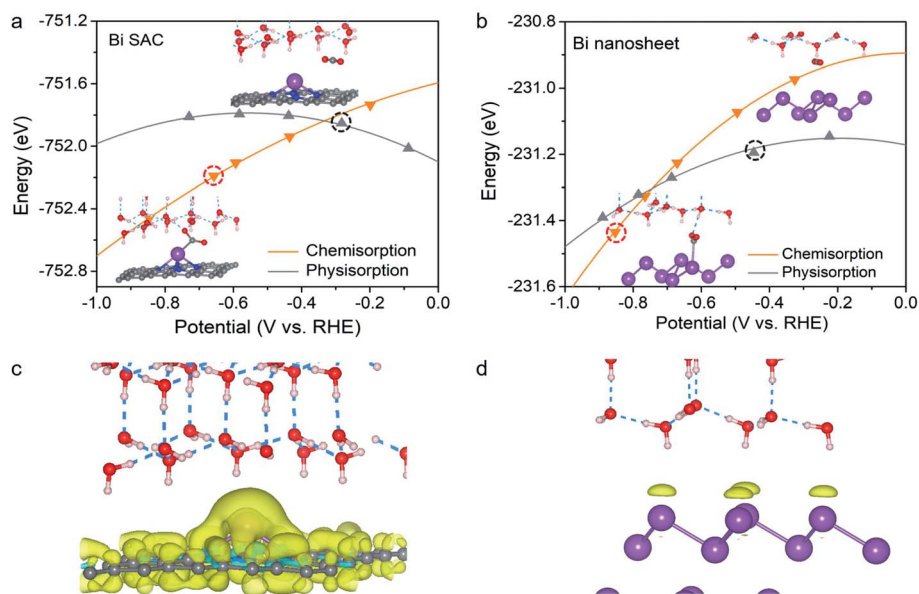 a
Bi SAC
-751.2
-751.6
-752.0
-752.4
-752.8
Energy (eV)
Chemisorption
Physisorption
-1.0 -0.8 -0.6 -0.4 -0.2 0.0
Potential (V vs. RHE)
b
Bi nanosheet
-230.8
-231.0
-231.2
-231.4
-231.6
Energy (eV)
Chemisorption
Physisorption
-1.0 -0.8 -0.6 -0.4 -0.2 0.0
Potential (V vs. RHE)
c
d